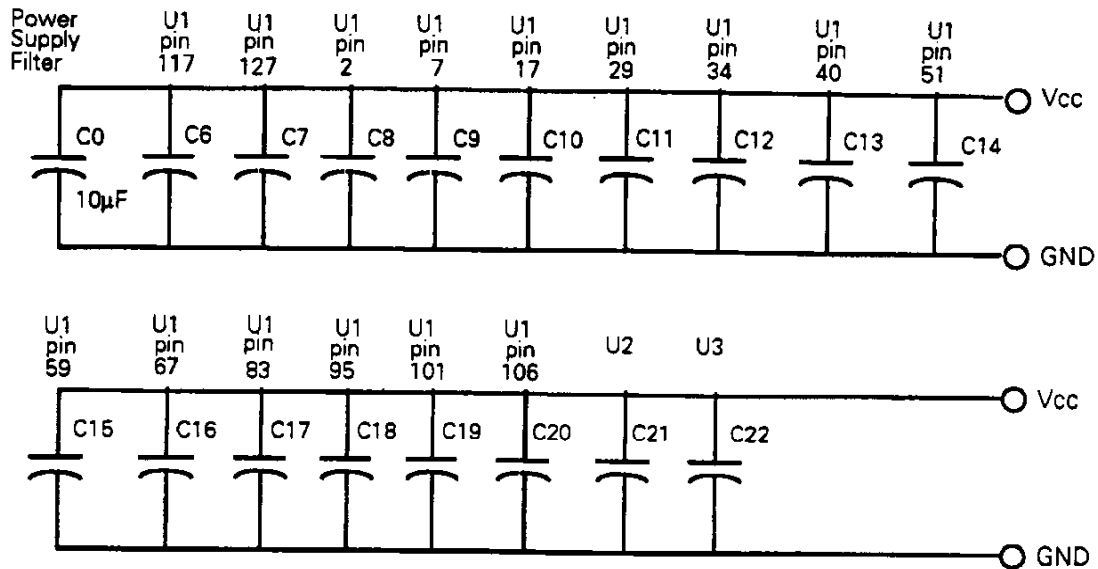 Power Supply Filter
U1 pin 117
U1 pin 127
U1 pin 2
U1 pin 7
U1 pin 17
U1 pin 29
U1 pin 34
U1 pin 40
U1 pin 51
Vcc
C0
C6
C7
C8
C9
C10
C11
C12
C13
C14
10µF
GND
U1 pin 59
U1 pin 67
U1 pin 83
U1 pin 95
U1 pin 101
U1 pin 106
U2
U3
Vcc
C15
C16
C17
C18
C19
C20
C21
C22
GND